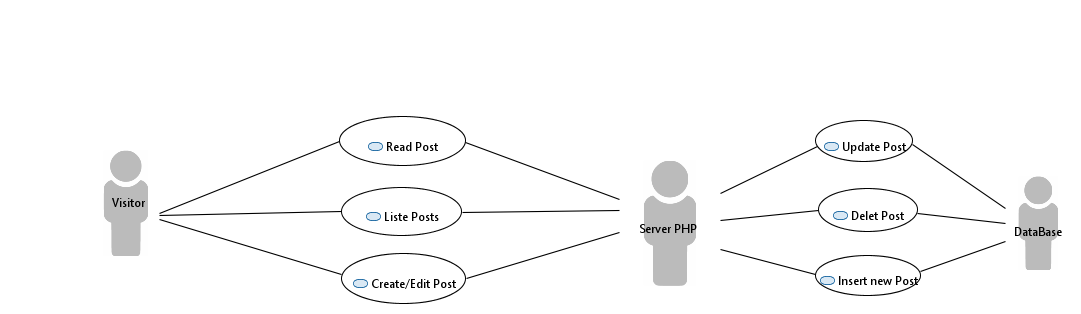 Read Post
Update Post
Visitor
Liste Posts
Delet Post
Server PHP
DataBase
Create/Edit Post
Insert new Post